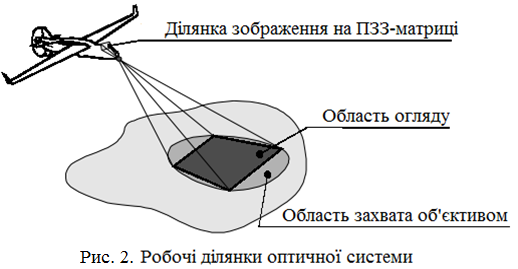 Ділянка зображення на ПЗЗ-матриці
Область огляду
Область захвата об'єктивом
Рис. 2. Робочі ділянки оптичної системи